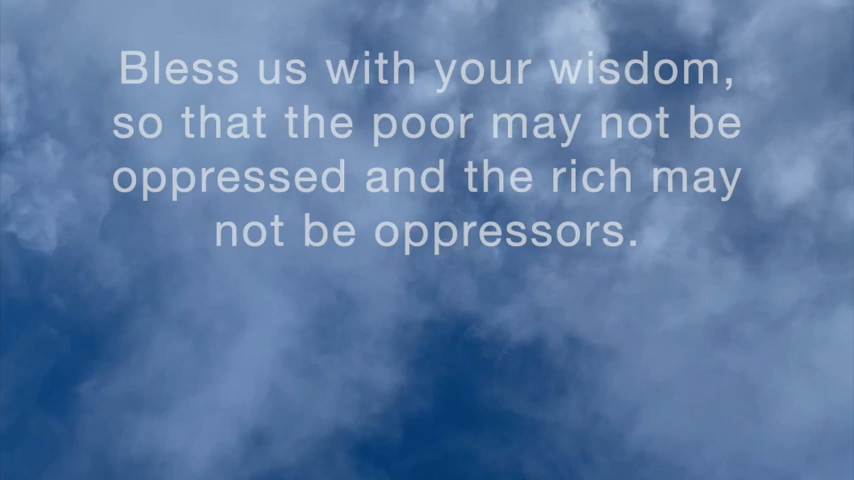 Bless us with your wisdom,
so that the poor may not be
oppressed and the rich may
not be oppressors.